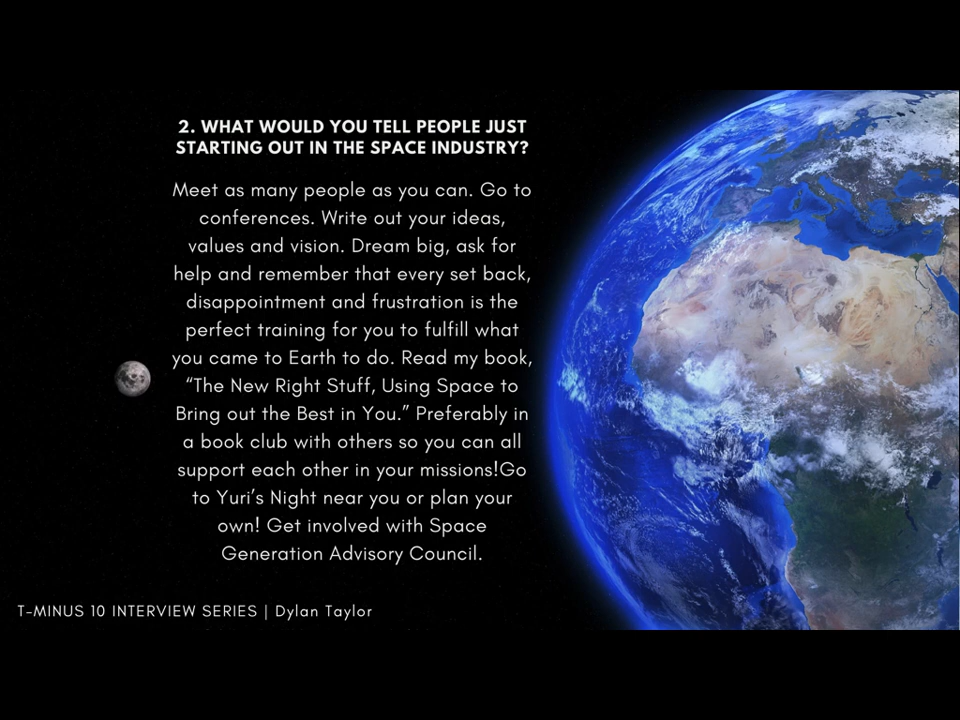 2. WHAT WOULD YOU TELL PEOPLE JUST
STARTING OUT IN THE SPACE INDUSTRY?
Meet as many people as you can. Go to
conferences. Write out your ideas,
values and vision. Dream big, ask for
help and remember that every set back,
disappointment and frustration is the
perfect training for you to fulfill what
you came to Earth to do. Read my book,
“The New Right Stuff, Using Space to
Bring out the Best in You.” Preferably in
a book club with others so you can all
support each other in your missions!Go
to Yuri’s Night near you or plan your
own! Get involved with Space
Generation Advisory Council.
T-MINUS 10 INTERVIEW SERIES | Dylan Taylor